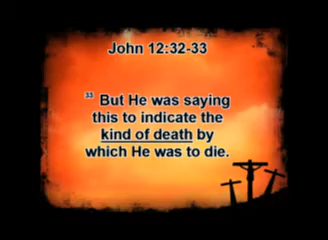 John 12:32-33
33 But He was saying
this to indicate the
kind of death by
which He was to die.